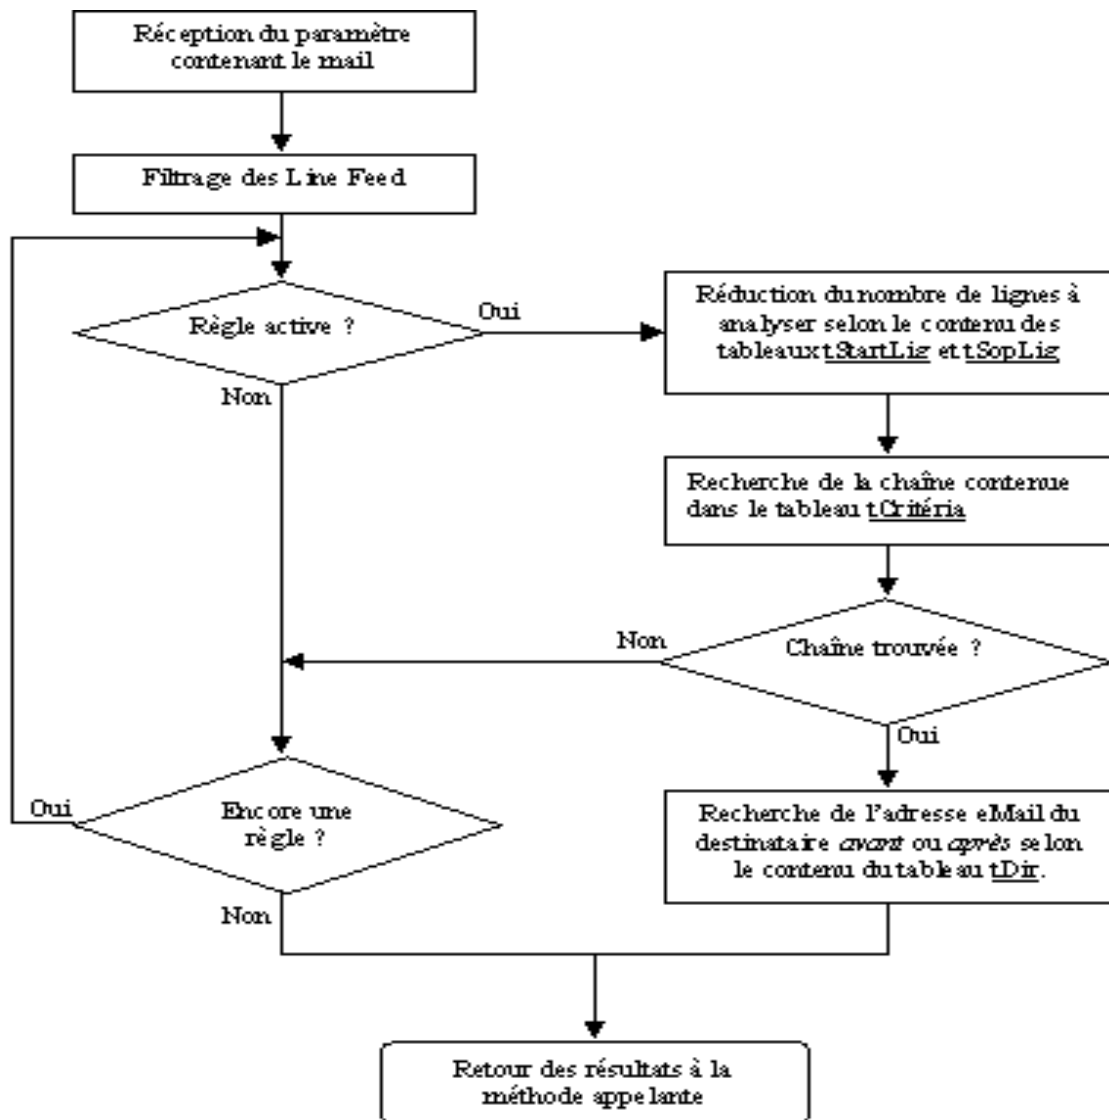 Réception du paramètre
contenant le mail
Filtrage des Line Feed
Règle active ?
Oui
Non
Réduction du nombre de lignes à
analyser selon le contenu des
tableaux tStartLig et tSopLig
Recherche de la chaîne contenue
dans le tableau tCritéria
Chaîne trouvée ?
Non
Oui
Encore une
règle ?
Oui
Non
Recherche de l'adresse eMail du
destinataire avant ou après selon
le contenu du tableau tDir.
Retour des résultats à la
méthode appelante